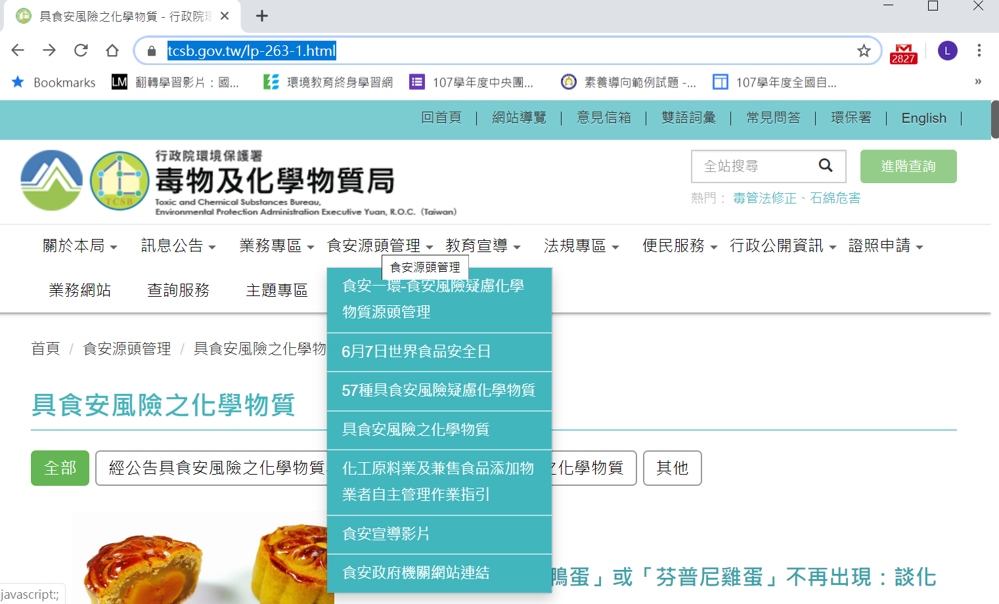 具食安風險之化學物質 - 行政院環
tcsb.gov.tw/lp-263-1.html
2827
L
Bookmarks
LM
翻轉學習影片：國...
環境教育終身學習網
107學年度中央團...
素養導向範例試題 -...
107學年度全國自...
»
回首頁
網站導覽
意見信箱
雙語詞彙
常見問答
環保署
English
行政院環境保護署
毒物及化學物質局
Toxic and Chemical Substances Bureau,
Environmental Protection Administration Executive Yuan, R.O.C. (Taiwan)
TCSB
全站搜尋
進階查詢
熱門： 毒管法修正、石綿危害
關於本局
訊息公告
業務專區
食安源頭管理
教育宣導
法規專區
便民服務
行政公開資訊
證照申請
食安源頭管理
業務網站
查詢服務
主題專區
食安一環-食安風險疑慮化學
物質源頭管理
6月7日世界食品安全日
57種具食安風險疑慮化學物質
具食安風險之化學物質
化工原料業及兼售食品添加物
業者自主管理作業指引
食安宣導影片
食安政府機關網站連結
首頁 / 食安源頭管理 / 具食安風險之化學物
具食安風險之化學物質
全部
經公告具食安風險之化學物質
化學物質
其他
鴨蛋」或「芬普尼雞蛋」不再出現：談化
javascript:;